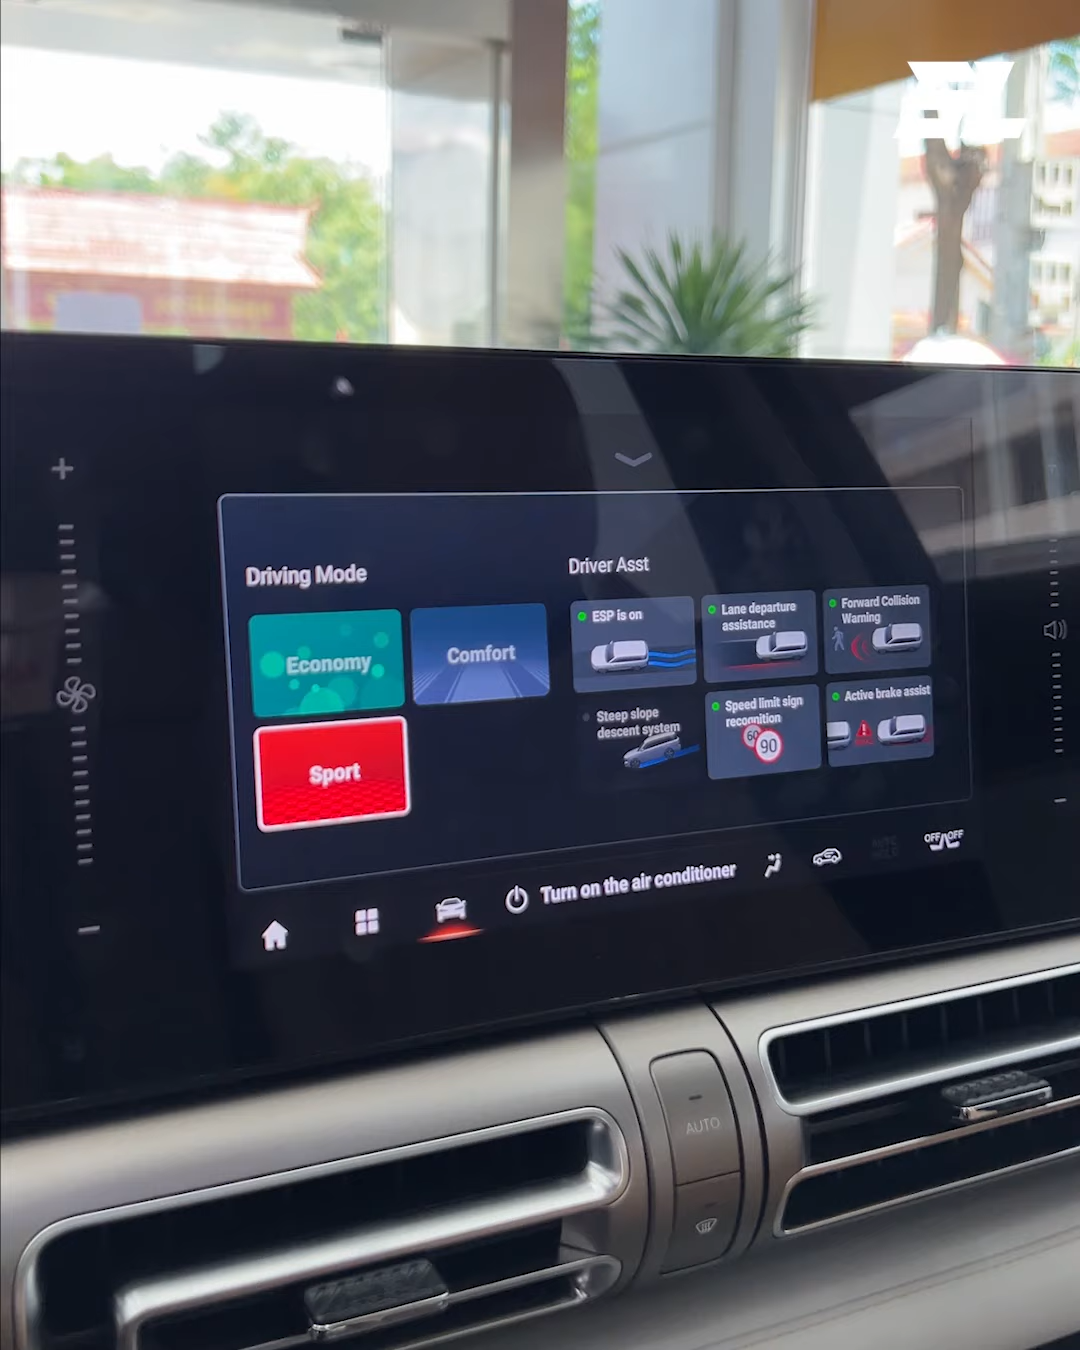 Driving Mode
Economy
Comfort
Sport
Driver Asst
ESP is on
Lane departure
assistance
Forward Collision
Warning
Steep slope
descent system
Speed limit sign
recognition
60
90
Active brake assist
Turn on the air conditioner
OFF OFF
AUTO